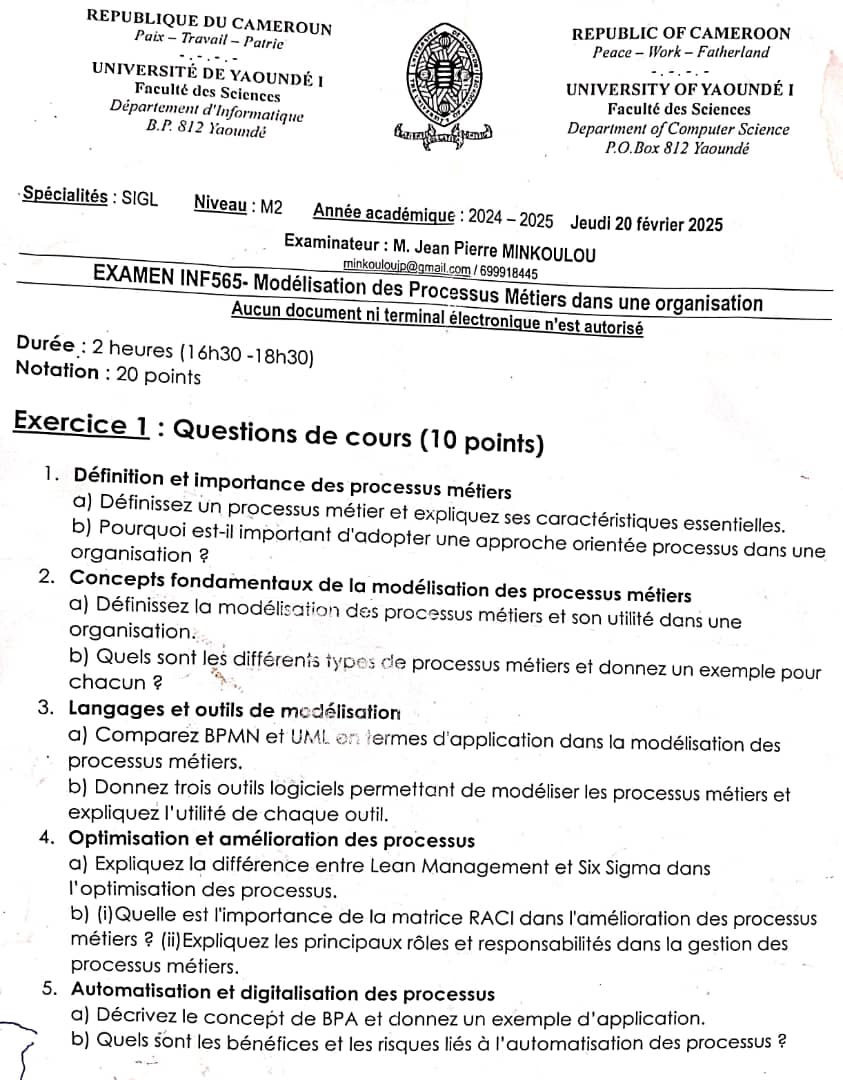 REPUBLIQUE DU CAMEROUN
Paix – Travail – Patrie
-.-.-.-
UNIVERSITÉ DE YAOUNDÉ I
Faculté des Sciences
Département d'Informatique
B.P. 812 Yaoundé
REPUBLIC OF CAMEROON
Peace – Work – Fatherland
-.-.-.-
UNIVERSITY OF YAOUNDÉ I
Faculté des Sciences
Department of Computer Science
P.O.Box 812 Yaoundé
Spécialités : SIGL Niveau : M2 Année académique : 2024 – 2025 Jeudi 20 février 2025
Examinateur : M. Jean Pierre MINKOULOU
minkouloujp@gmail.com / 699918445
EXAMEN INF565- Modélisation des Processus Métiers dans une organisation
Aucun document ni terminal électronique n'est autorisé
Durée : 2 heures (16h30 -18h30)
Notation : 20 points
Exercice 1 : Questions de cours (10 points)
1. Définition et importance des processus métiers
a) Définissez un processus métier et expliquez ses caractéristiques essentielles.
b) Pourquoi est-il important d'adopter une approche orientée processus dans une
organisation ?
2. Concepts fondamentaux de la modélisation des processus métiers
a) Définissez la modélisation des processus métiers et son utilité dans une
organisation.
b) Quels sont les différents types de processus métiers et donnez un exemple pour
chacun ?
3. Langages et outils de modélisation
a) Comparez BPMN et UML en termes d'application dans la modélisation des
processus métiers.
b) Donnez trois outils logiciels permettant de modéliser les processus métiers et
expliquez l'utilité de chaque outil.
4. Optimisation et amélioration des processus
a) Expliquez la différence entre Lean Management et Six Sigma dans
l'optimisation des processus.
b) (i)Quelle est l'importance de la matrice RACI dans l'amélioration des processus
métiers ? (ii)Expliquez les principaux rôles et responsabilités dans la gestion des
processus métiers.
5. Automatisation et digitalisation des processus
a) Décrivez le concept de BPA et donnez un exemple d'application.
b) Quels sont les bénéfices et les risques liés à l'automatisation des processus ?